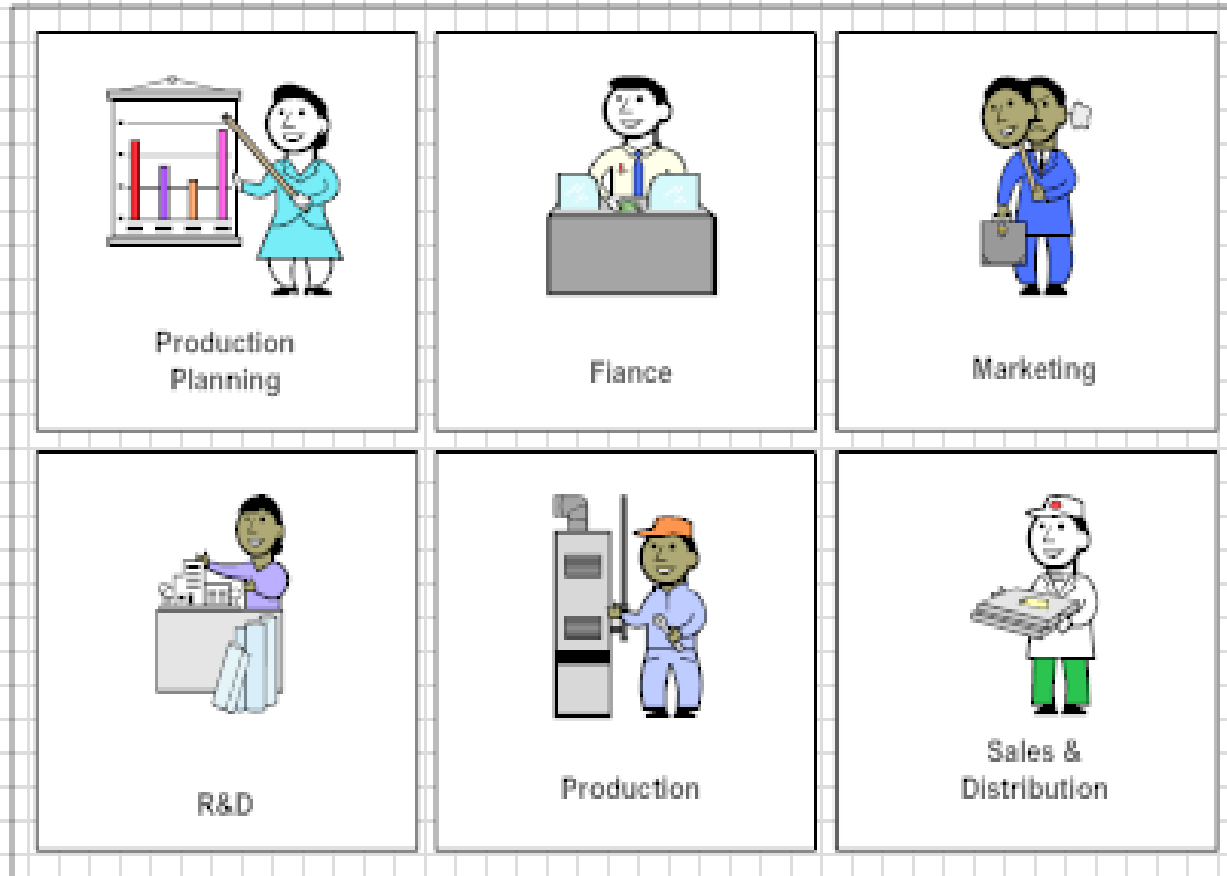 Production
Planning
Fiance
Marketing
R&D
Production
Sales &
Distribution